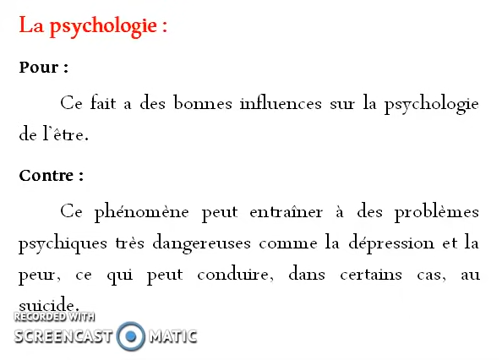 La psychologie :
Pour :
Ce fait a des bonnes influences sur la psychologie
de l'être.
Contre :
Ce phénomène peut entraîner à des problèmes
psychiques très dangereuses comme la dépression et la
peur, ce qui peut conduire, dans certains cas, au
suicide.
RECORDED WITH
SCREENCAST MATIC